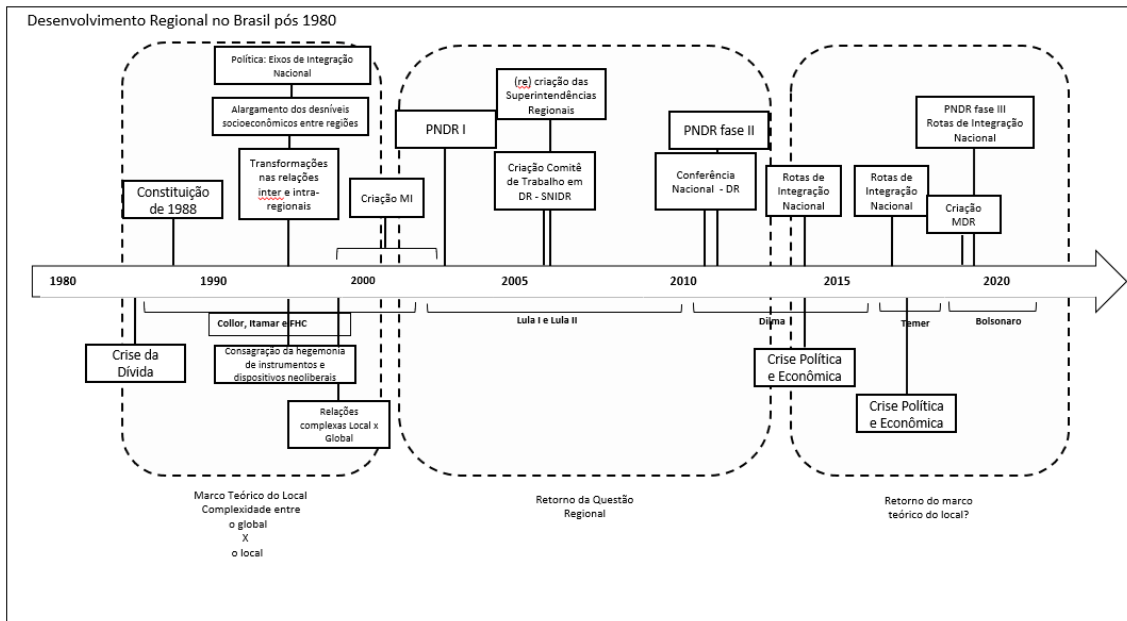 Desenvolvimento Regional no Brasil pós 1980
Política: Eixos de Integração
Nacional
Alargamento dos desníveis
socioeconômicos entre regiões
Transformações
nas relações
inter e intra-
regionais
Constituição
de 1988
Criação MI
PNDR I
(re) criação das
Superintendências
Regionais
Criação Comitê
de Trabalho em
DR - SNIDR
PNDR fase II
Conferência
Nacional - DR
Rotas de
Integração
Nacional
Rotas de
Integração
Nacional
PNDR fase III
Rotas de Integração
Nacional
Criação
MDR
1980
1990
2000
2005
2010
2015
2020
Collor, Itamar e FHC
Lula I e Lula II
Dilma
Temer
Bolsonaro
Crise da
Dívida
Consagração da hegemonia
de instrumentos e
dispositivos neoliberais
Relações
complexas Local x
Global
Crise Política
e Econômica
Crise Política
e Econômica
Marco Teórico do Local
Complexidade entre
o global
X
o local
Retorno da Questão
Regional
Retorno do marco
teórico do local?